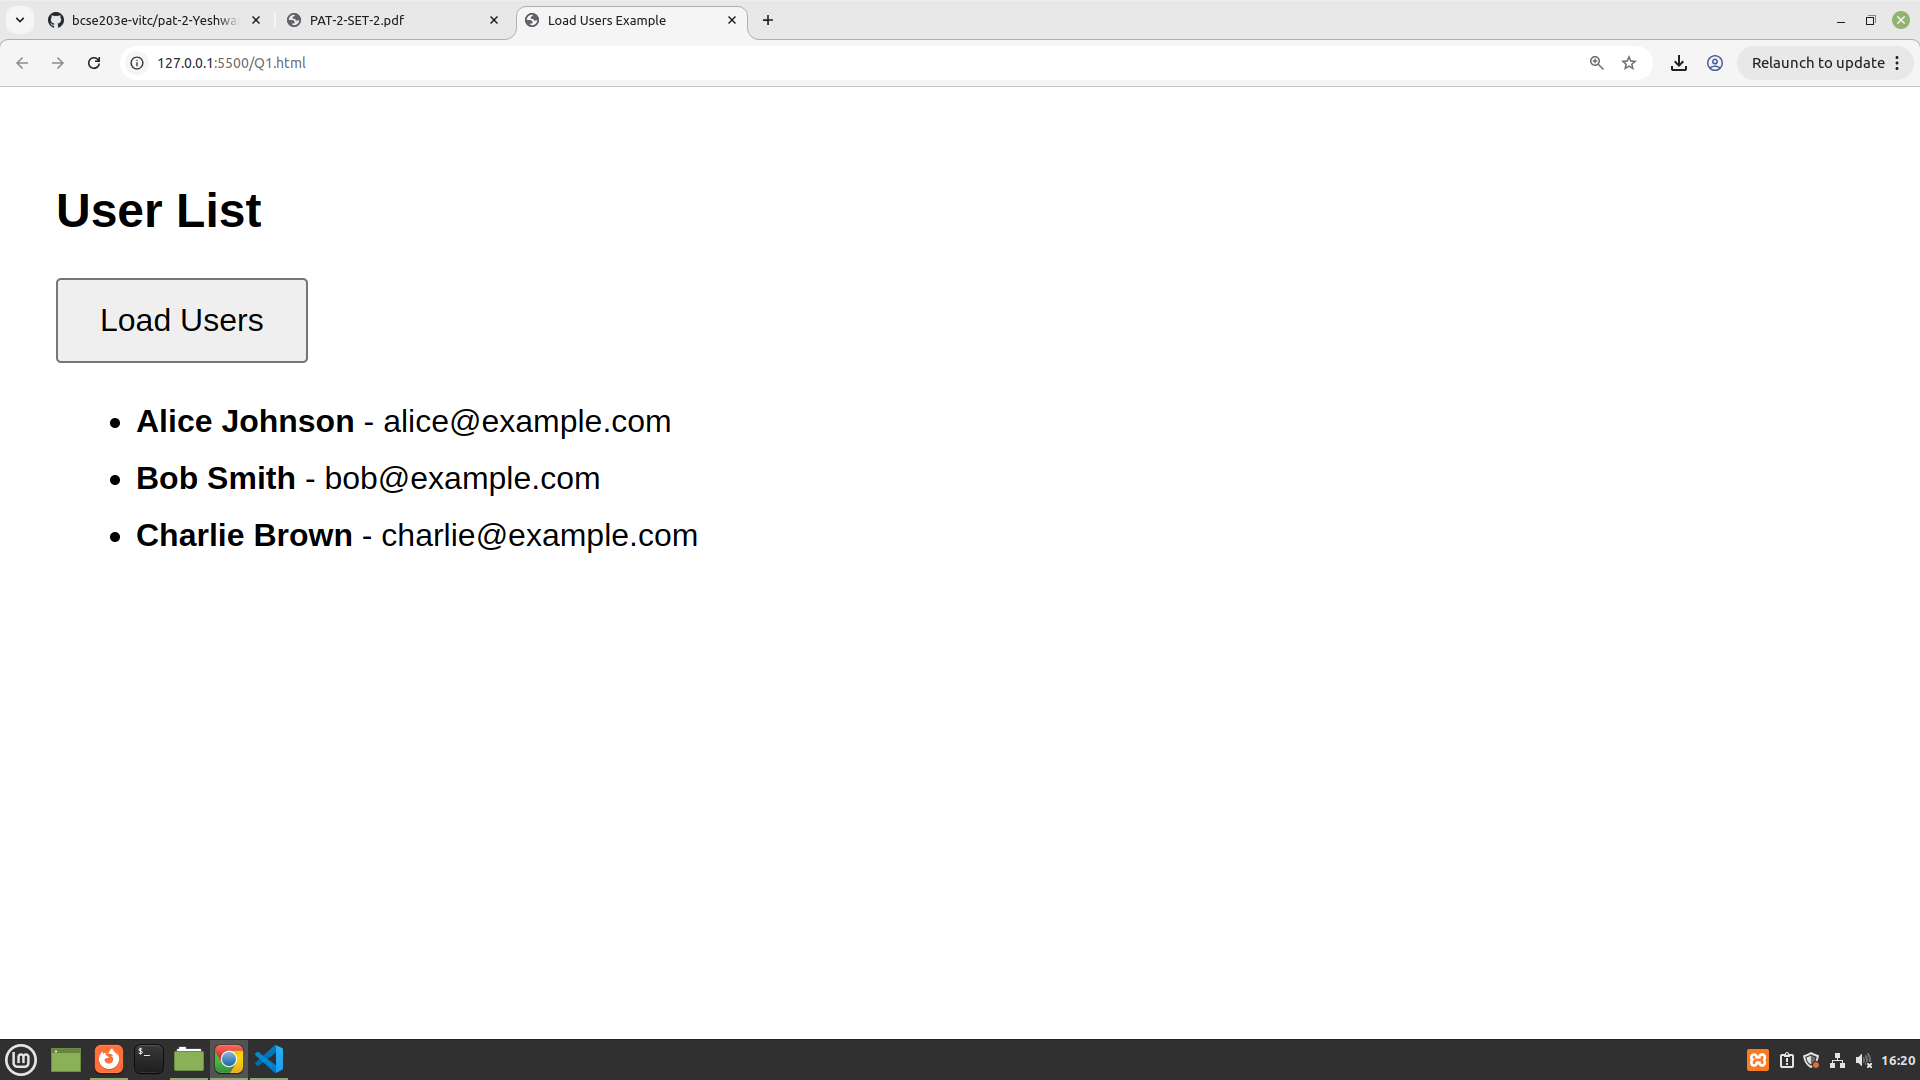 bcse203e-vitc/pat-2-Yeshwa
PAT-2-SET-2.pdf
Load Users Example
127.0.0.1:5500/Q1.html
Relaunch to update
User List
Load Users
• Alice Johnson - alice@example.com
• Bob Smith - bob@example.com
• Charlie Brown - charlie@example.com
16:20